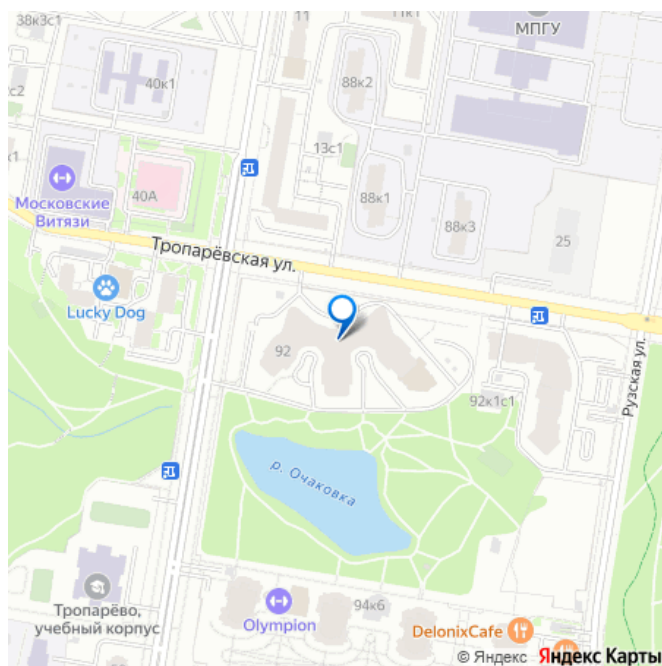 38к3с1
11к1
МПГУ
40к1
88к2
с2
13с1
к1
40А
88к1
Московские
Витязи
88к3
25
Тропарёвская ул.
Lucky Dog
92
Рузская ул.
92к1с1
р. Очаковка
Тропарёво,
учебный корпус
Olympion
94к6
DelonixCafe
© Яндекс Яндекс Карты